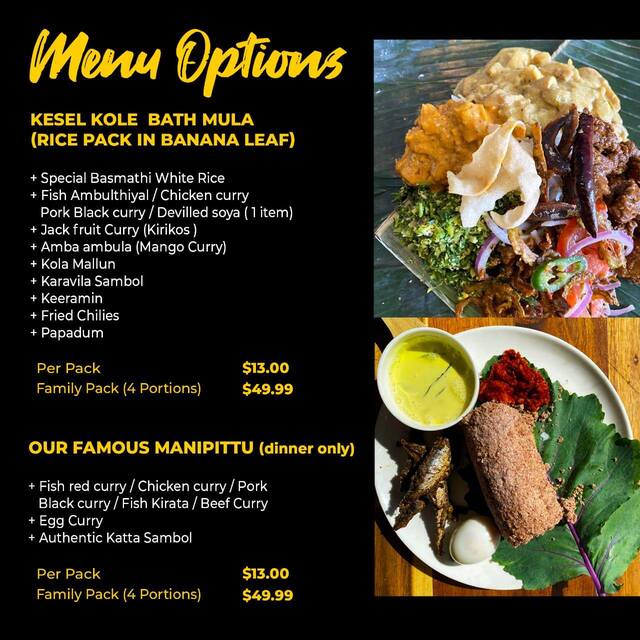 Menu Options
KESEL KOLE BATH MULA
(RICE PACK IN BANANA LEAF)
+ Special Basmathi White Rice
+ Fish Ambulthiyal / Chicken curry
Pork Black curry / Devilled soya ( 1 item)
+ Jack fruit Curry (Kirikos )
+ Amba ambula (Mango Curry)
+ Kola Mallun
+ Karavila Sambol
+ Keeramin
+ Fried Chilies
+ Papadum
Per Pack $13.00
Family Pack (4 Portions) $49.99
OUR FAMOUS MANIPITTU (dinner only)
+ Fish red curry / Chicken curry / Pork
Black curry / Fish Kirata / Beef Curry
+ Egg Curry
+ Authentic Katta Sambol
Per Pack $13.00
Family Pack (4 Portions) $49.99